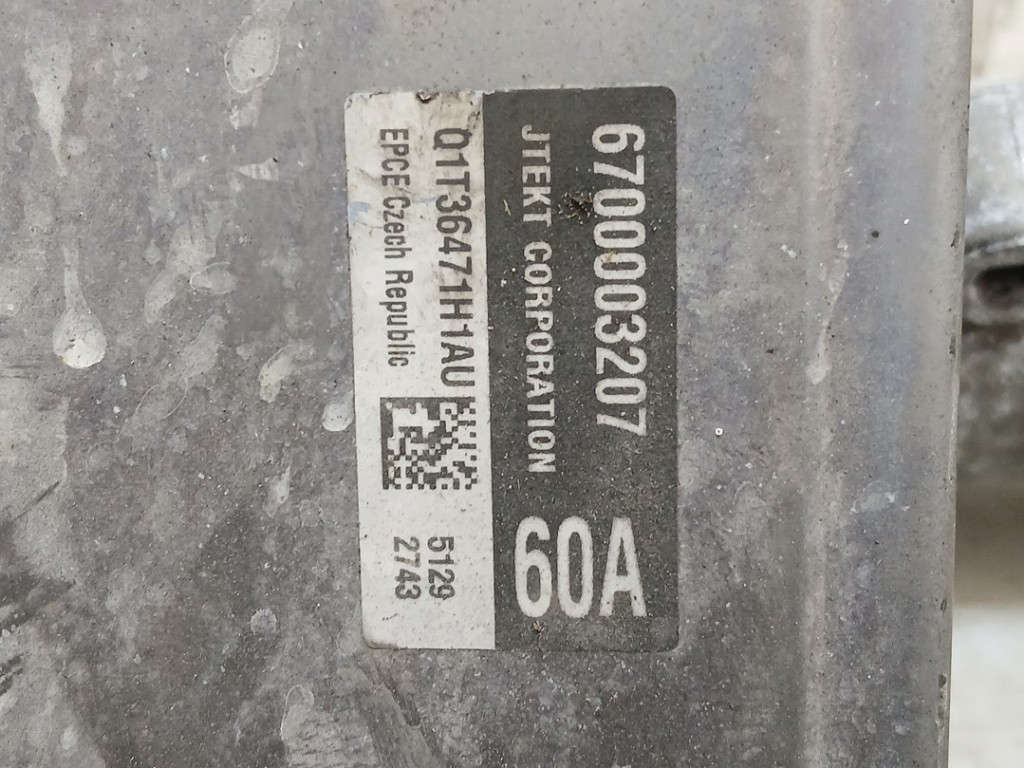 6700003207
JTEKT CORPORATION
60A
Q1T36471H1AU
EPCE Czech Republic
5129
2743